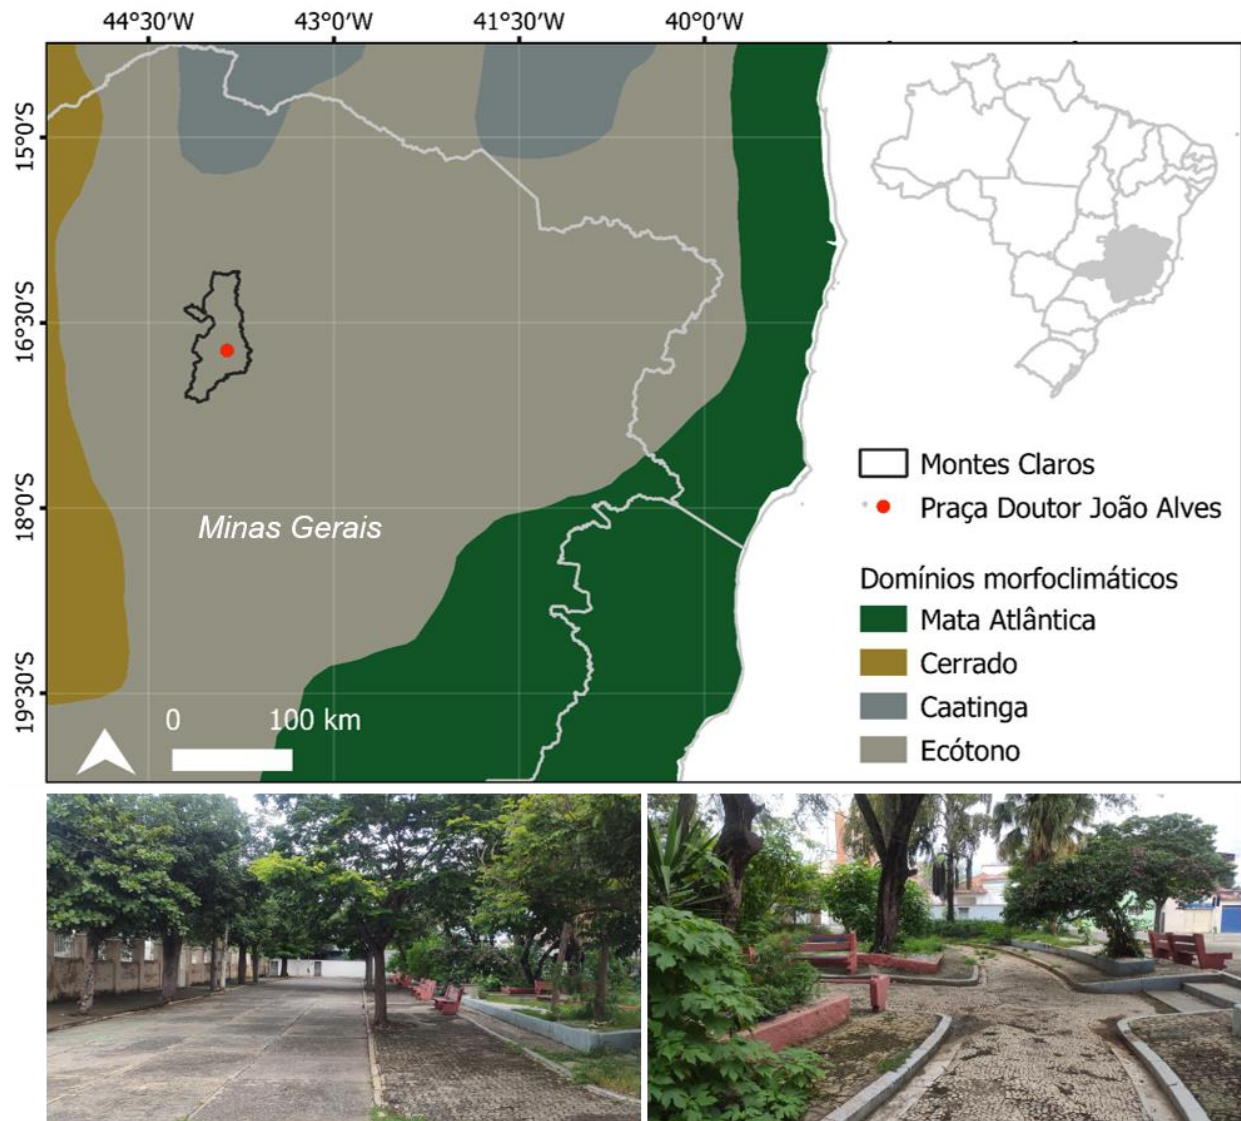 44°30'W 43°0'W 41°30'W 40°0'W
15°0'S
16°30'S
18°0'S
19°30'S
Minas Gerais
0 100 km
Montes Claros
Praça Doutor João Alves
Domínios morfoclimáticos
Mata Atlântica
Cerrado
Caatinga
Ecótono